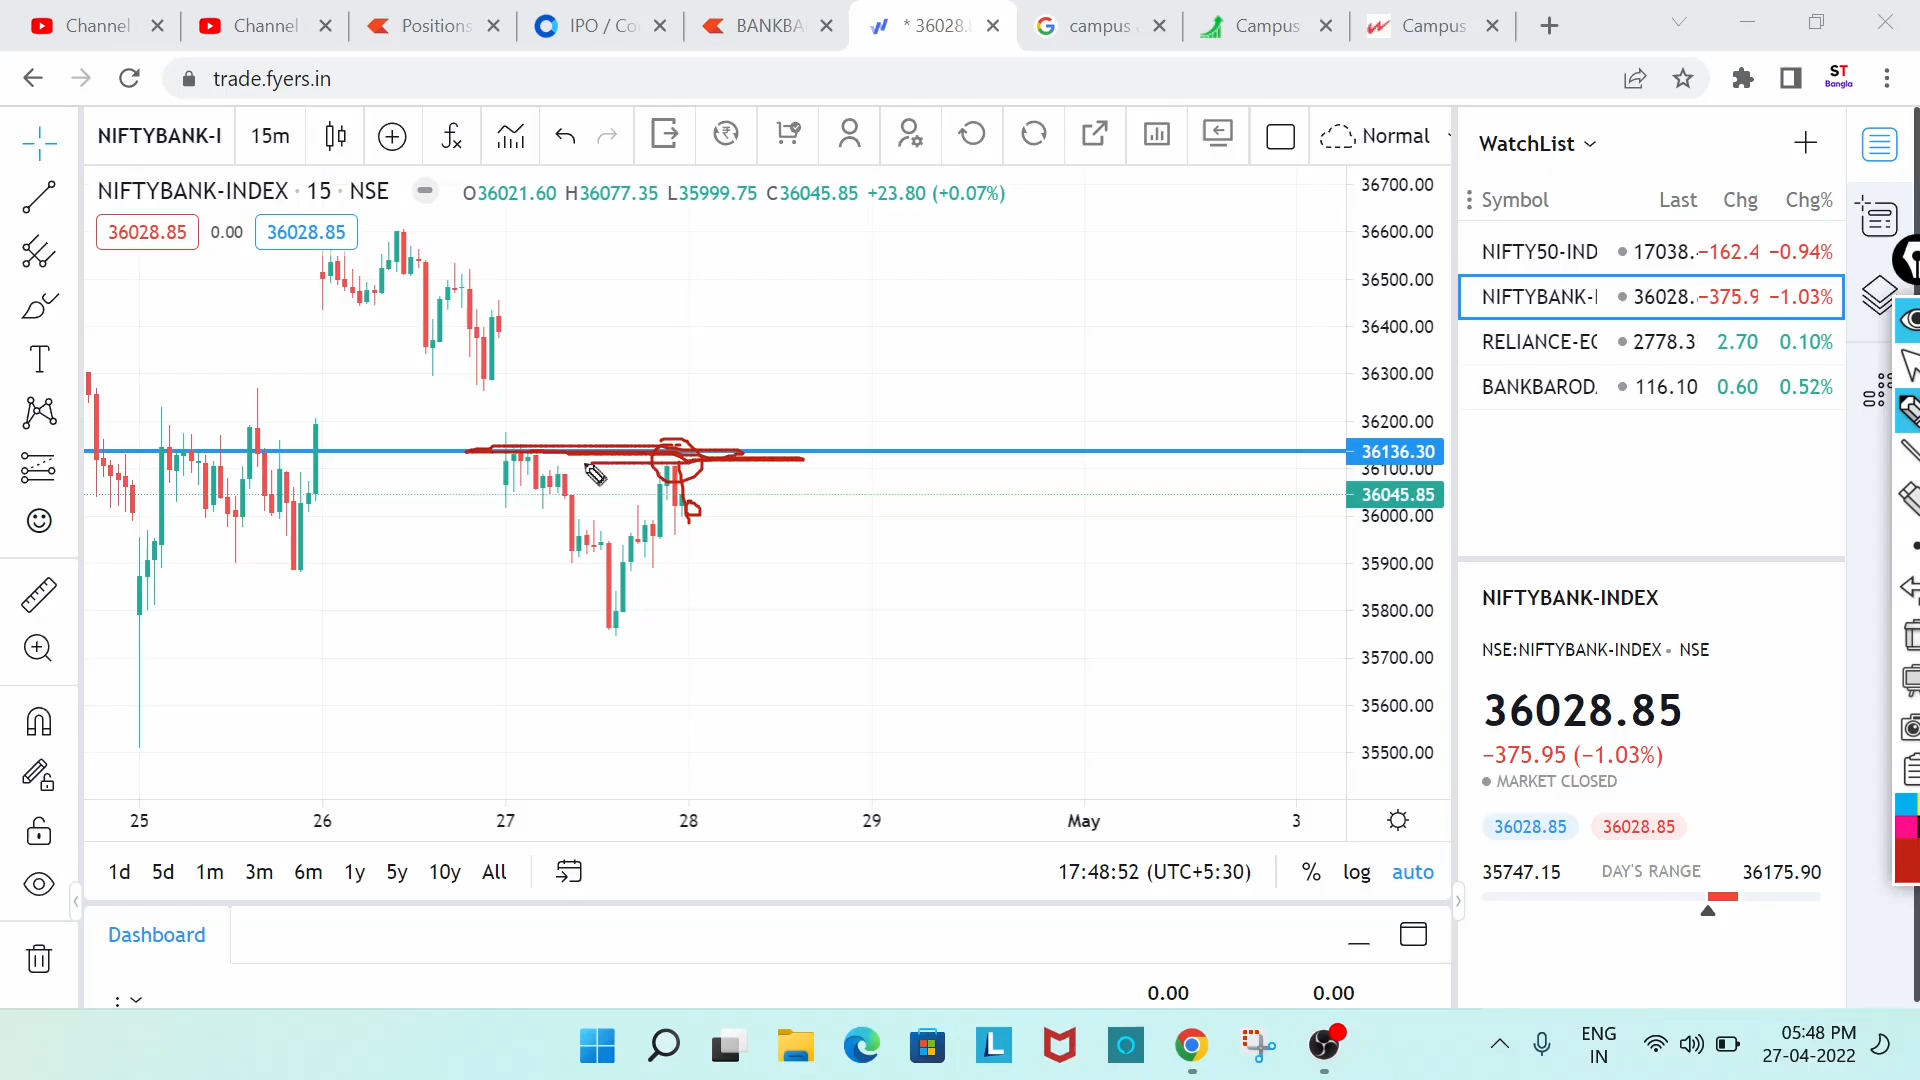 Channel
Channel
Positions
IPO / Co
BANKBA
* 36028.8
campus
Campus
Campus
trade.fyers.in
ST
Bangla
NIFTYBANK-I
15m
Normal
WatchList
NIFTYBANK-INDEX · 15 · NSE
O36021.60 H36077.35 L35999.75 C36045.85 +23.80 (+0.07%)
36028.85 0.00 36028.85
Symbol Last Chg Chg%
NIFTY50-IND 17038. −162.4 −0.94%
NIFTYBANK-I 36028. −375.9 −1.03%
RELIANCE-EC 2778.3 2.70 0.10%
BANKBAROD. 116.10 0.60 0.52%
36700.00
36600.00
36500.00
36400.00
36300.00
36200.00
36136.30
36100.00
36045.85
36000.00
35900.00
35800.00
35700.00
35600.00
35500.00
25 26 27 28 29 May 3
NIFTYBANK-INDEX
NSE:NIFTYBANK-INDEX • NSE
36028.85
−375.95 (−1.03%)
MARKET CLOSED
36028.85 36028.85
35747.15 DAY'S RANGE 36175.90
1d 5d 1m 3m 6m 1y 5y 10y All
17:48:52 (UTC+5:30) % log auto
Dashboard
0.00 0.00
ENG
IN
05:48 PM
27-04-2022